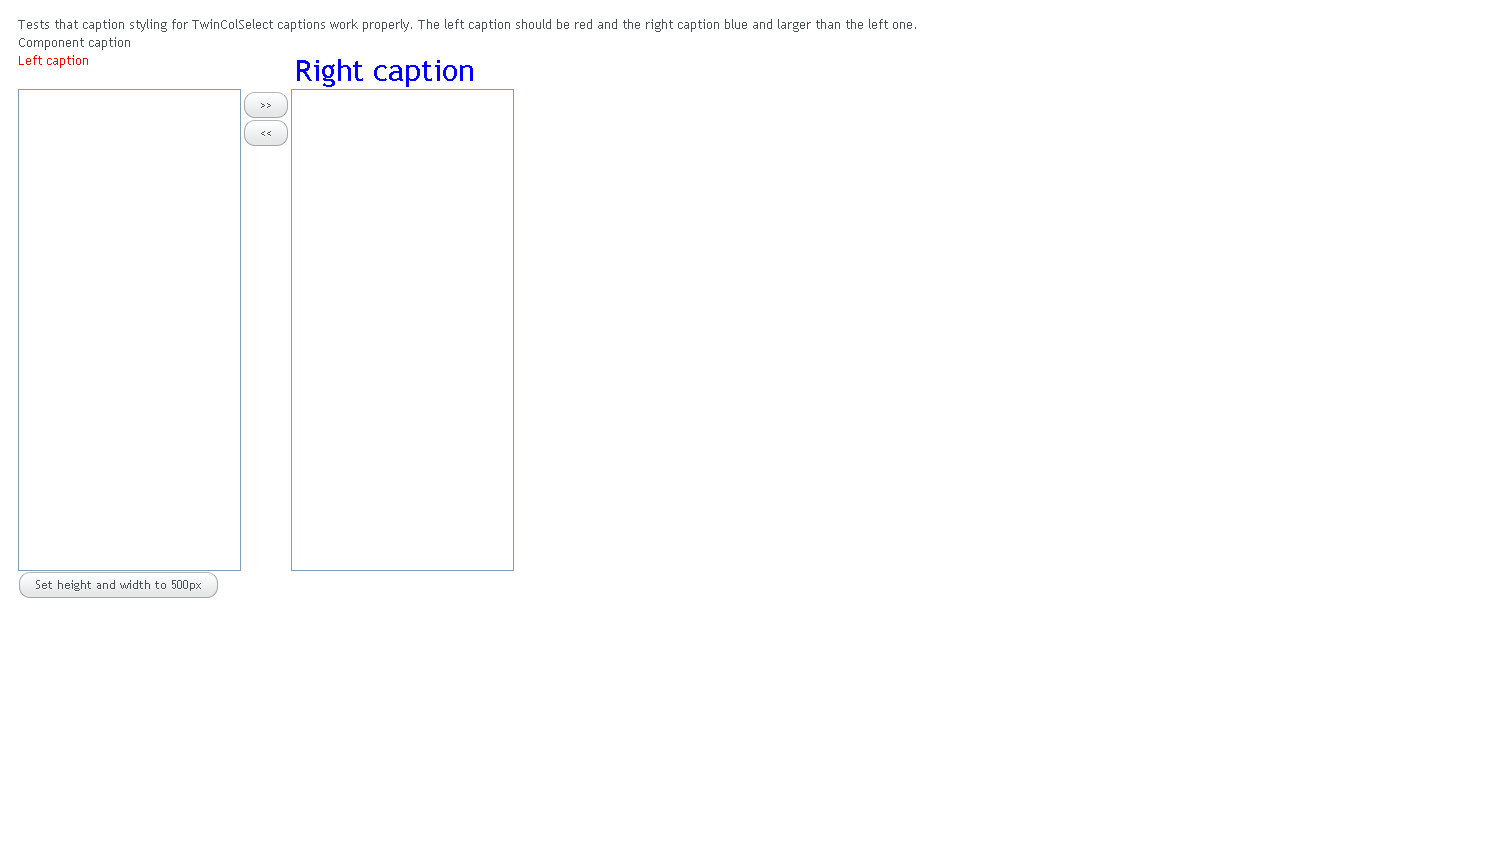 Tests that caption styling for TwinColSelect captions work properly. The left caption should be red and the right caption blue and larger than the left one.
Component caption
Left caption
Right caption
>>
<<
Set height and width to 500px